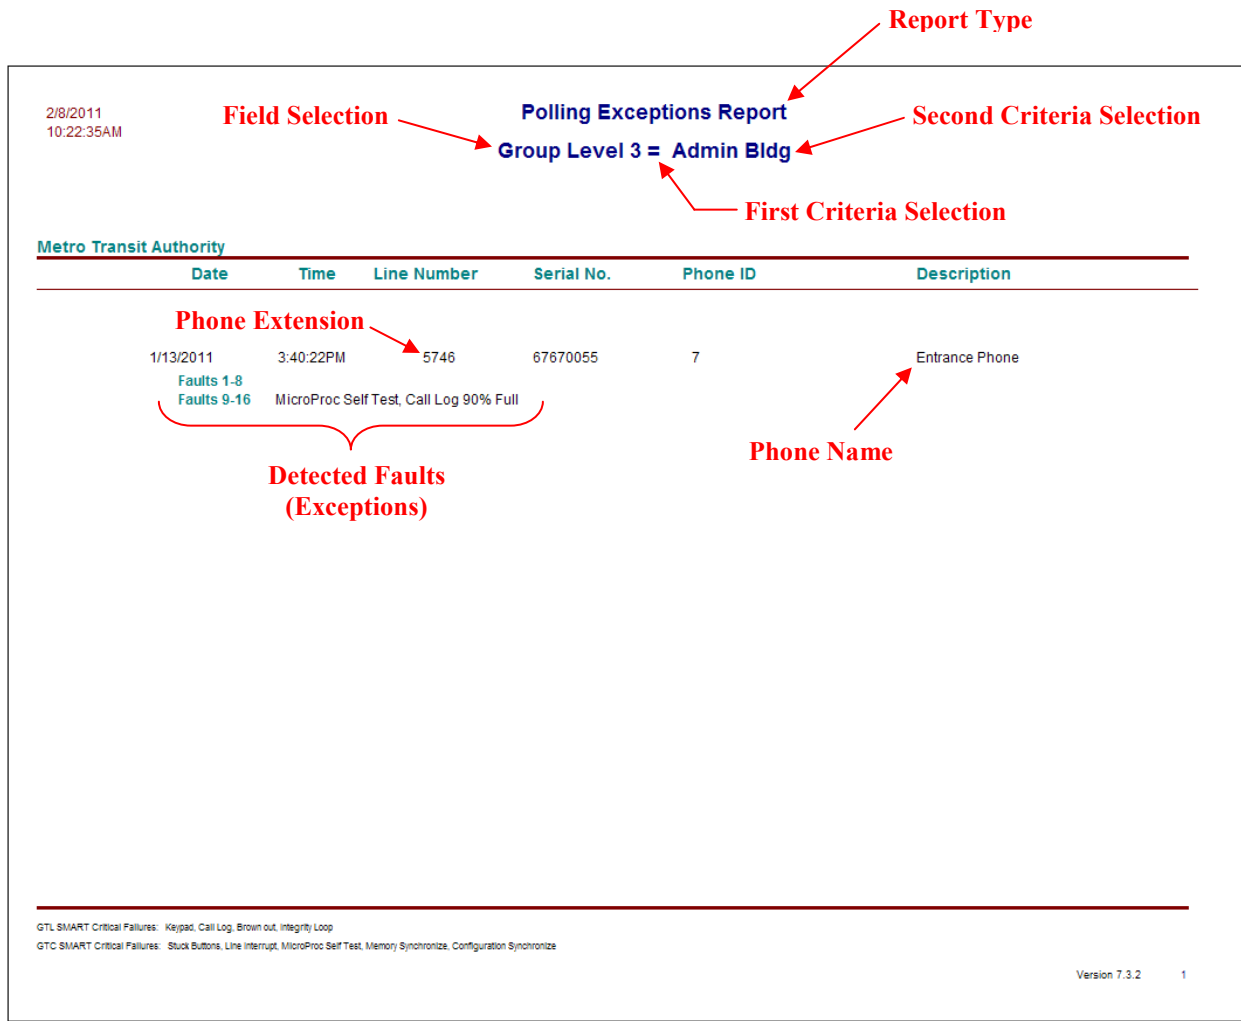 Report Type
2/8/2011
10:22:35AM
Field Selection
Polling Exceptions Report
Second Criteria Selection
Group Level 3 = Admin Bldg
First Criteria Selection
Metro Transit Authority
Date Time Line Number Serial No. Phone ID Description
Phone Extension
1/13/2011 3:40:22PM 5746 67670055 7 Entrance Phone
Faults 1-8
Faults 9-16 MicroProc Self Test, Call Log 90% Full
Phone Name
Detected Faults
(Exceptions)
GTL SMART Critical Failures: Keypad, Call Log, Brown out, Integrity Loop
GTC SMART Critical Failures: Stuck Buttons, Line Interrupt, MicroProc Self Test, Memory Synchronize, Configuration Synchronize
Version 7.3.2 1